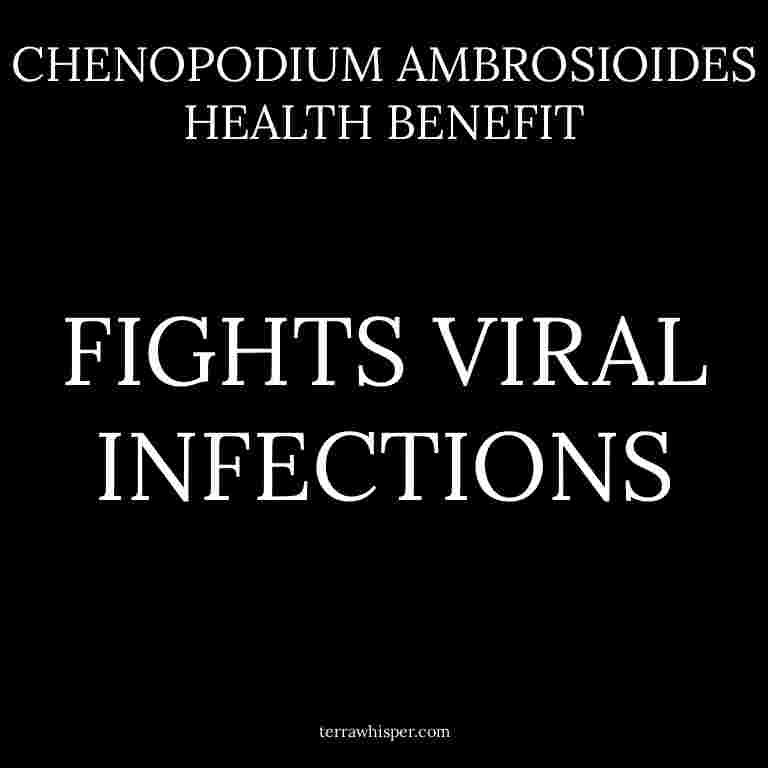 CHENOPODIUM AMBROSIOIDES
HEALTH BENEFIT
FIGHTS VIRAL
INFECTIONS
terrawhisper.com